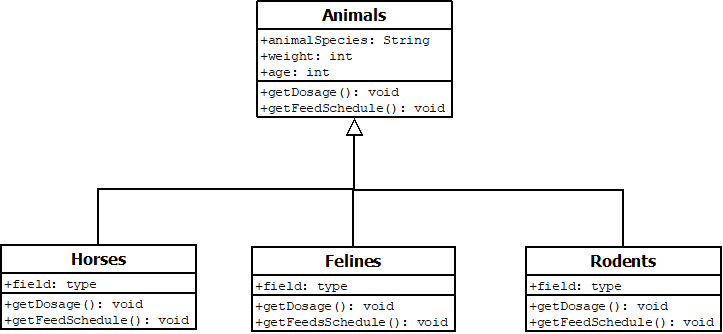 Animals
+animalSpecies: String
+weight: int
+age: int
+getDosage(): void
+getFeedSchedule(): void
Horses
+field: type
+getDosage(): void
+getFeedSchedule(): void
Felines
+field: type
+getDosage(): void
+getFeedsSchedule(): void
Rodents
+field: type
+getDosage(): void
+getFeedSchedule(): void